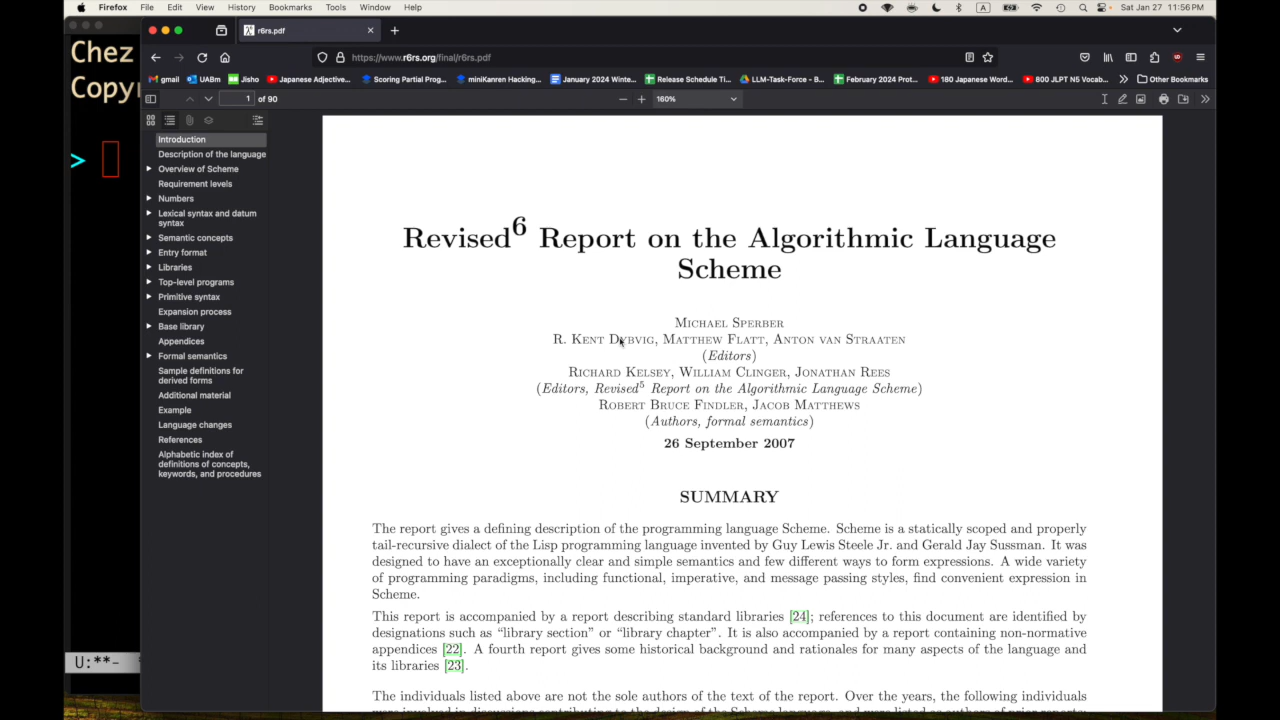 Firefox File Edit View History Bookmarks Tools Window Help A Sat Jan 27 11:56 PM
Chez
Copyr
>
U:**-
r6rs.pdf
https://www.r6rs.org/final/r6rs.pdf
gmail UABm Jisho Japanese Adjective... Scoring Partial Prog... miniKanren Hacking... January 2024 Winte... Release Schedule Ti... LLM-Task-Force - B... February 2024 Prot... 180 Japanese Word... 800 JLPT N5 Vocab... Other Bookmarks
1 of 90 160%
Introduction
Description of the language
Overview of Scheme
Requirement levels
Numbers
Lexical syntax and datum
syntax
Semantic concepts
Entry format
Libraries
Top-level programs
Primitive syntax
Expansion process
Base library
Appendices
Formal semantics
Sample definitions for
derived forms
Additional material
Example
Language changes
References
Alphabetic index of
definitions of concepts,
keywords, and procedures
Revised⁶ Report on the Algorithmic Language
Scheme
MICHAEL SPERBER
R. KENT DYBVIG, MATTHEW FLATT, ANTON VAN STRAATEN
(Editors)
RICHARD KELSEY, WILLIAM CLINGER, JONATHAN REES
(Editors, Revised⁵ Report on the Algorithmic Language Scheme)
ROBERT BRUCE FINDLER, JACOB MATTHEWS
(Authors, formal semantics)
26 September 2007
SUMMARY
The report gives a defining description of the programming language Scheme. Scheme is a statically scoped and properly
tail-recursive dialect of the Lisp programming language invented by Guy Lewis Steele Jr. and Gerald Jay Sussman. It was
designed to have an exceptionally clear and simple semantics and few different ways to form expressions. A wide variety
of programming paradigms, including functional, imperative, and message passing styles, find convenient expression in
Scheme.
This report is accompanied by a report describing standard libraries [24]; references to this document are identified by
designations such as “library section” or “library chapter”. It is also accompanied by a report containing non-normative
appendices [22]. A fourth report gives some historical background and rationales for many aspects of the language and
its libraries [23].
The individuals listed above are not the sole authors of the text of the report. Over the years, the following individuals